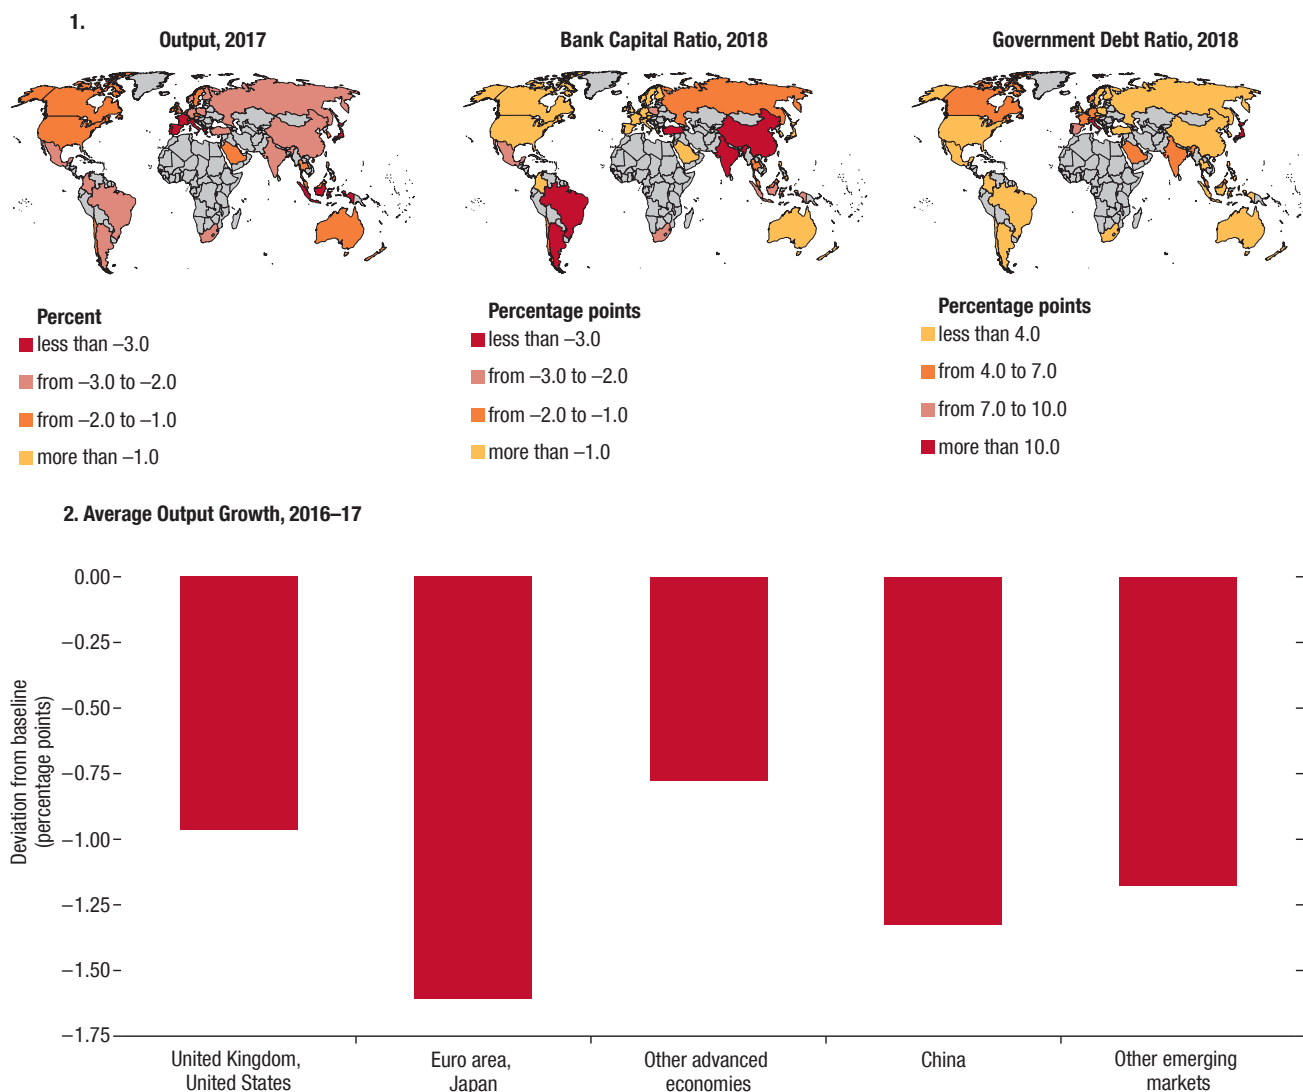 1.
Output, 2017
Bank Capital Ratio, 2018
Government Debt Ratio, 2018
Percent
less than –3.0
from –3.0 to –2.0
from –2.0 to –1.0
more than –1.0
Percentage points
less than –3.0
from –3.0 to –2.0
from –2.0 to –1.0
more than –1.0
Percentage points
less than 4.0
from 4.0 to 7.0
from 7.0 to 10.0
more than 10.0
2. Average Output Growth, 2016–17
Deviation from baseline
(percentage points)
0.00
–0.25
–0.50
–0.75
–1.00
–1.25
–1.50
–1.75
United Kingdom,
United States
Euro area,
Japan
Other advanced
economies
China
Other emerging
markets